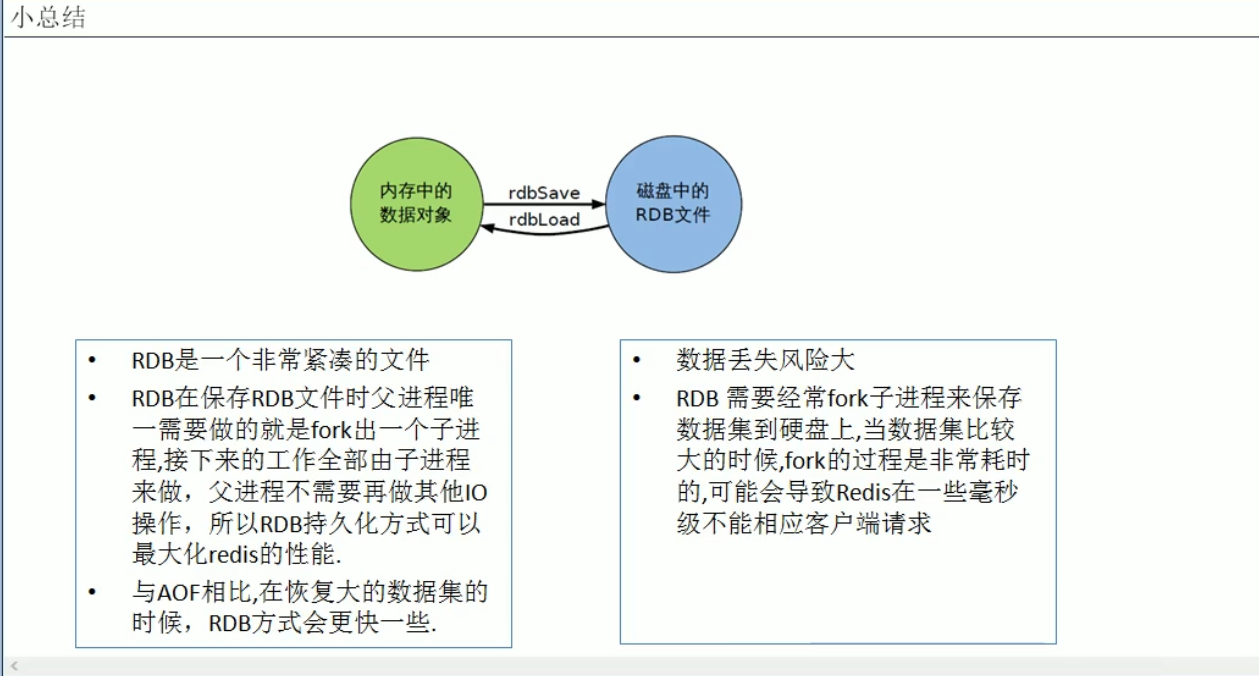 小总结
内存中的
数据对象
rdbSave
rdbLoad
磁盘中的
RDB文件
• RDB是一个非常紧凑的文件
• RDB在保存RDB文件时父进程唯
一需要做的就是fork出一个子进
程,接下来的工作全部由子进程
来做，父进程不需要再做其他IO
操作，所以RDB持久化方式可以
最大化redis的性能.
• 与AOF相比,在恢复大的数据集的
时候，RDB方式会更快一些.
• 数据丢失风险大
• RDB 需要经常fork子进程来保存
数据集到硬盘上,当数据集比较
大的时候,fork的过程是非常耗时
的,可能会导致Redis在一些毫秒
级不能相应客户端请求